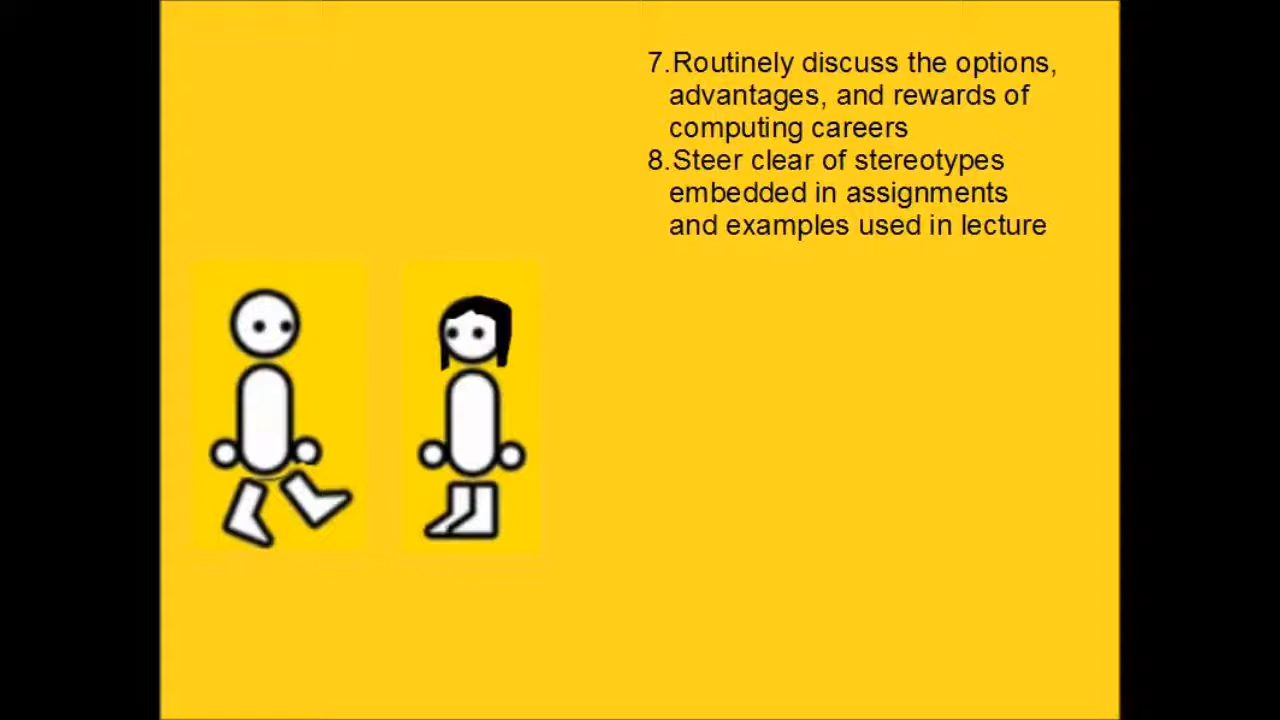 7.Routinely discuss the options,
advantages, and rewards of
computing careers
8.Steer clear of stereotypes
embedded in assignments
and examples used in lecture